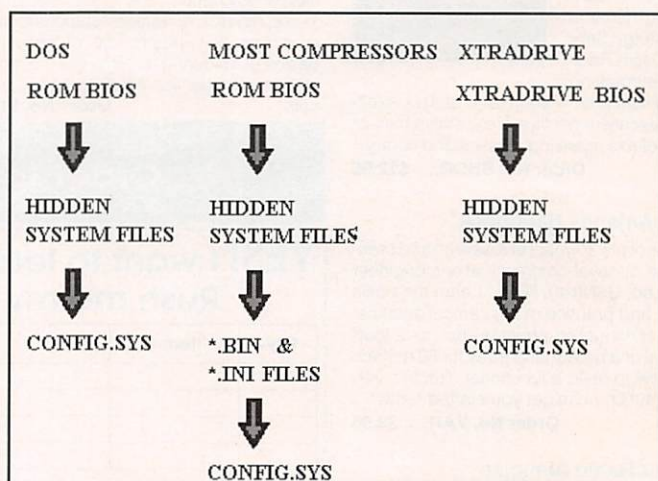 DOS
ROM BIOS
HIDDEN
SYSTEM FILES
CONFIG.SYS
MOST COMPRESSORS
ROM BIOS
HIDDEN
SYSTEM FILES
*.BIN &
*.INI FILES
CONFIG.SYS
XTRADRIVE
XTRADRIVE BIOS
HIDDEN
SYSTEM FILES
CONFIG.SYS